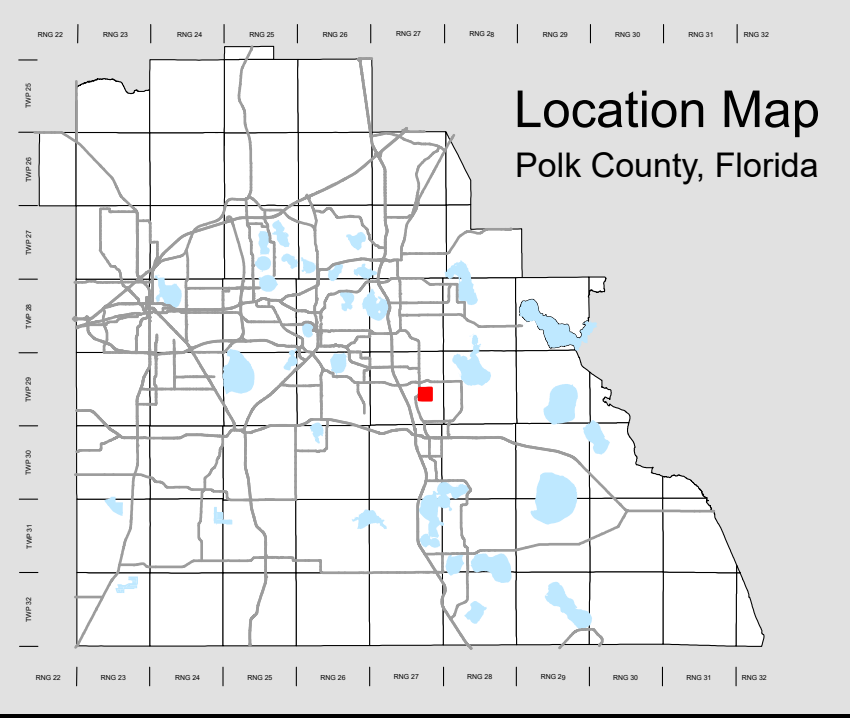 RNG 22 RNG 23 RNG 24 RNG 25 RNG 26 RNG 27 RNG 28 RNG 29 RNG 30 RNG 31 RNG 32
Location Map
Polk County, Florida
TWP 25
TWP 26
TWP 27
TWP 28
TWP 29
TWP 30
TWP 31
TWP 32
RNG 22 RNG 23 RNG 24 RNG 25 RNG 26 RNG 27 RNG 28 RNG 29 RNG 30 RNG 31 RNG 32